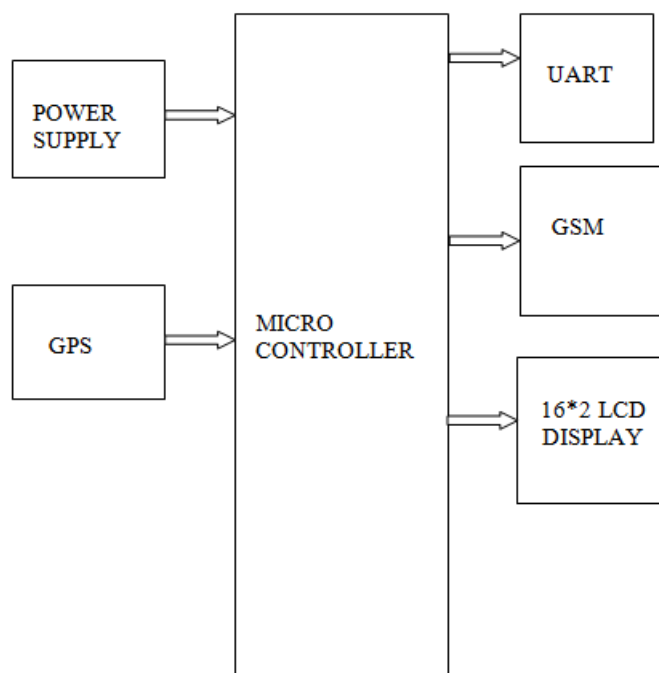 POWER
SUPPLY
GPS
MICRO
CONTROLLER
UART
GSM
16*2 LCD
DISPLAY